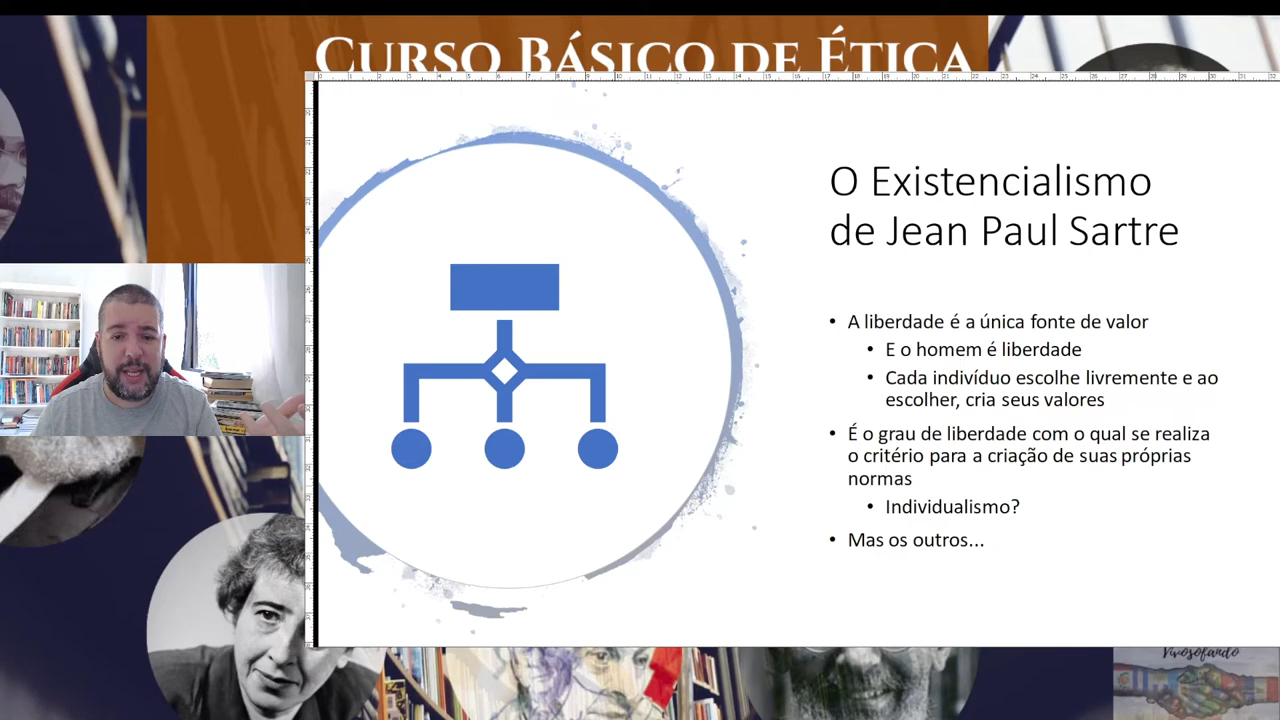 CURSO BÁSICO DE ÉTICA
O Existencialismo
de Jean Paul Sartre
• A liberdade é a única fonte de valor
• E o homem é liberdade
• Cada indivíduo escolhe livremente e ao
escolher, cria seus valores
• É o grau de liberdade com o qual se realiza
o critério para a criação de suas próprias
normas
• Individualismo?
• Mas os outros...
Vivosofando